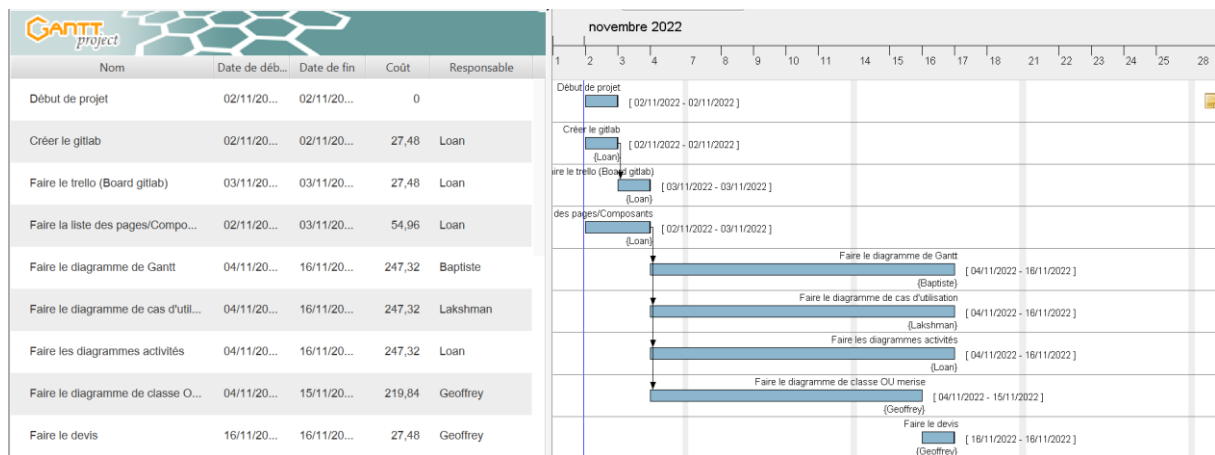 GANTT
project
Nom Date de déb... Date de fin Coût Responsable
Début de projet 02/11/20... 02/11/20... 0
Créer le gitlab 02/11/20... 02/11/20... 27,48 Loan
Faire le trello (Board gitlab) 03/11/20... 03/11/20... 27,48 Loan
Faire la liste des pages/Compo... 02/11/20... 03/11/20... 54,96 Loan
Faire le diagramme de Gantt 04/11/20... 16/11/20... 247,32 Baptiste
Faire le diagramme de cas d'util... 04/11/20... 16/11/20... 247,32 Lakshman
Faire les diagrammes activités 04/11/20... 16/11/20... 247,32 Loan
Faire le diagramme de classe O... 04/11/20... 15/11/20... 219,84 Geoffrey
Faire le devis 16/11/20... 16/11/20... 27,48 Geoffrey
novembre 2022
1 2 3 4 7 8 9 10 11 14 15 16 17 18 21 22 23 24 25 28
Début de projet
[ 02/11/2022 - 02/11/2022 ]
Créer le gitlab
[ 02/11/2022 - 02/11/2022 ]
{Loan}
ire le trello (Board gitlab)
[ 03/11/2022 - 03/11/2022 ]
{Loan}
des pages/Composants
[ 02/11/2022 - 03/11/2022 ]
{Loan}
Faire le diagramme de Gantt
[ 04/11/2022 - 16/11/2022 ]
{Baptiste}
Faire le diagramme de cas d'utilisation
[ 04/11/2022 - 16/11/2022 ]
{Lakshman}
Faire les diagrammes activités
[ 04/11/2022 - 16/11/2022 ]
{Loan}
Faire le diagramme de classe OU merise
[ 04/11/2022 - 15/11/2022 ]
{Geoffrey}
Faire le devis
[ 16/11/2022 - 16/11/2022 ]
{Geoffrey}